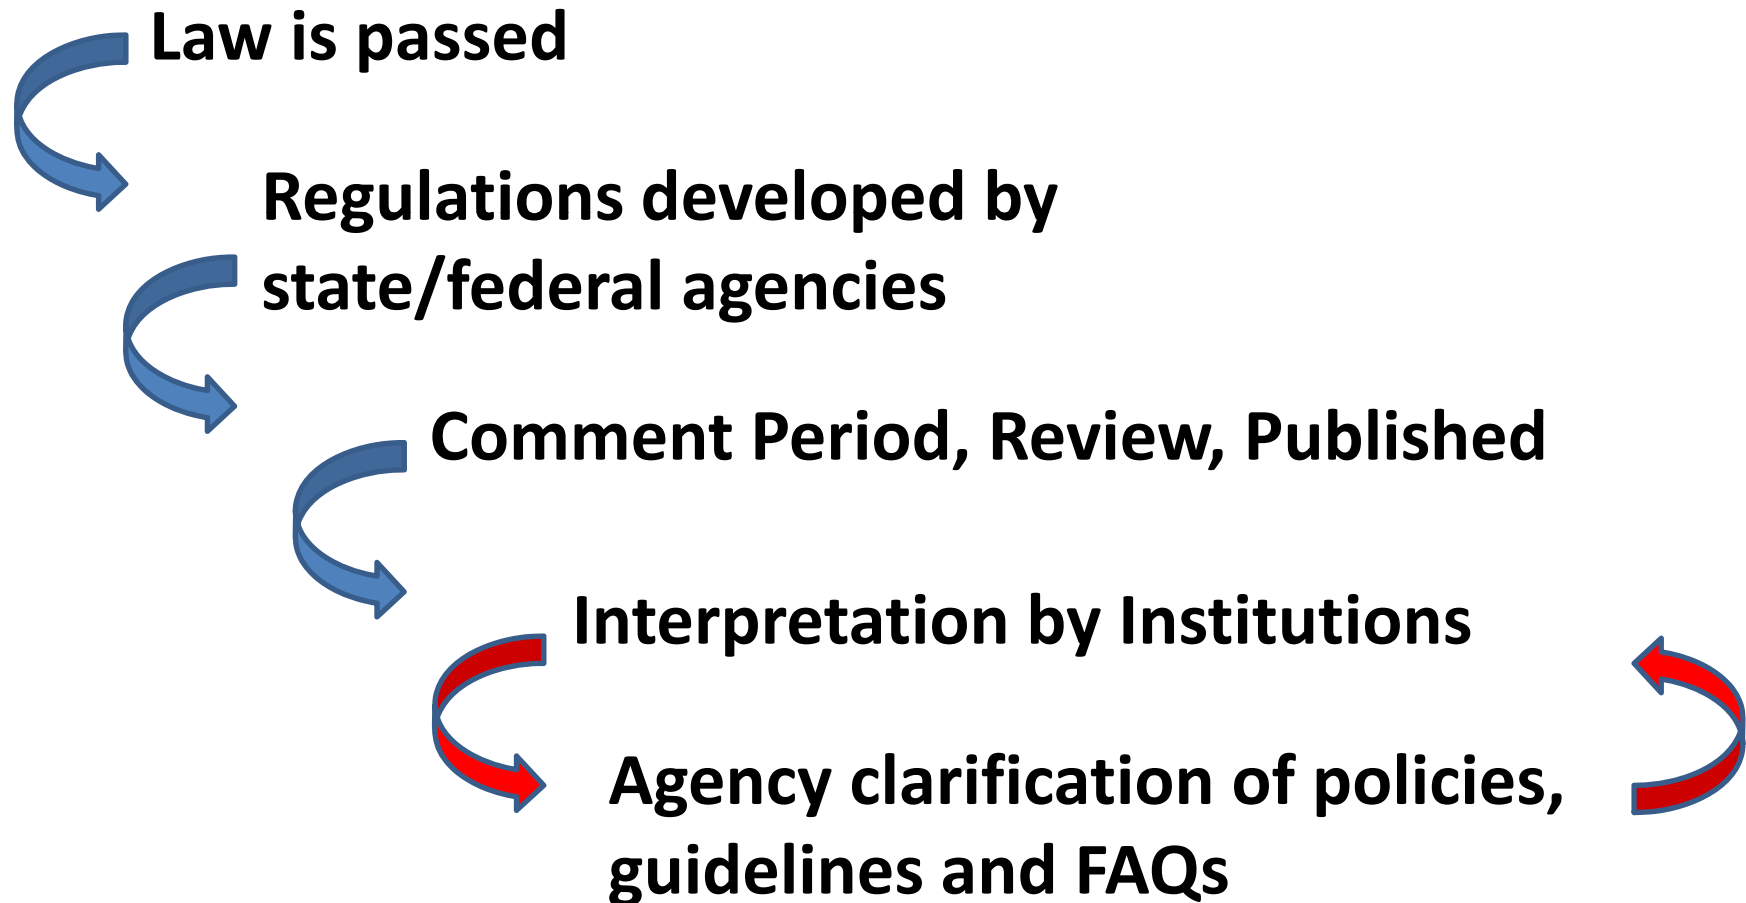 Law is passed
Regulations developed by
state/federal agencies
Comment Period, Review, Published
Interpretation by Institutions
Agency clarification of policies,
guidelines and FAQs